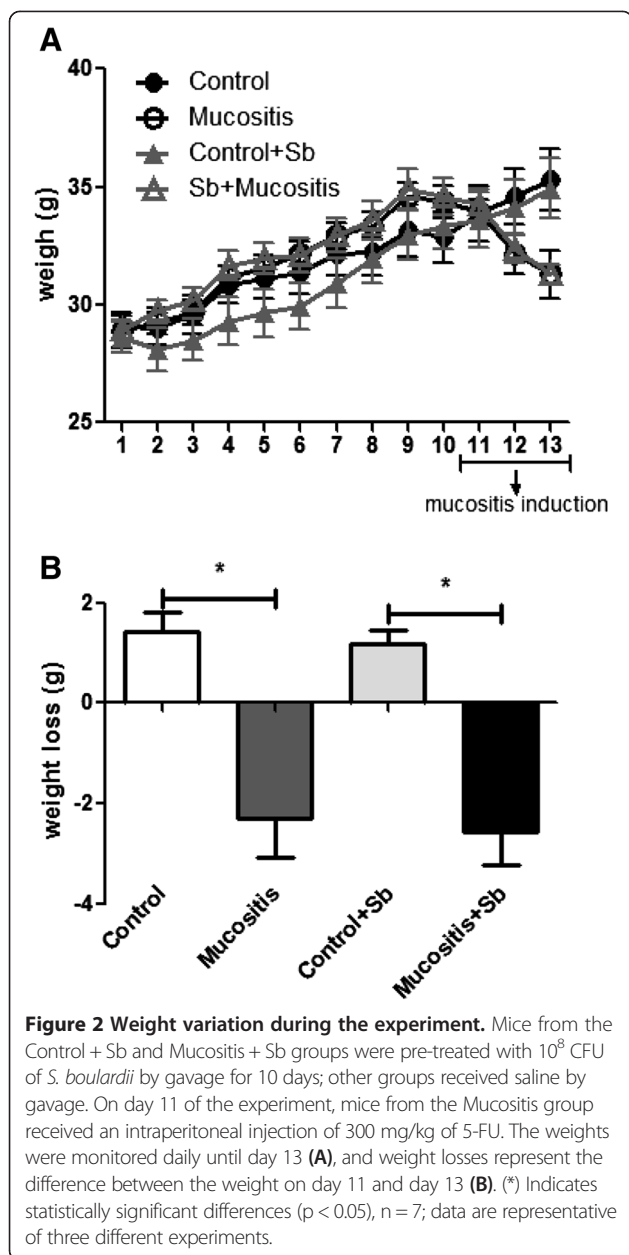 A
40
35
30
25
weigh (g)
Control
Mucositis
Control+Sb
Sb+Mucositis
1 2 3 4 5 6 7 8 9 10 11 12 13
mucositis induction
B
* *
2
0
-2
-4
weight loss (g)
Control
Mucositis
Control+Sb
Mucositis+Sb
Figure 2 Weight variation during the experiment. Mice from the
Control + Sb and Mucositis + Sb groups were pre-treated with 10⁸ CFU
of S. boulardii by gavage for 10 days; other groups received saline by
gavage. On day 11 of the experiment, mice from the Mucositis group
received an intraperitoneal injection of 300 mg/kg of 5-FU. The weights
were monitored daily until day 13 (A), and weight losses represent the
difference between the weight on day 11 and day 13 (B). (*) Indicates
statistically significant differences (p < 0.05), n = 7; data are representative
of three different experiments.